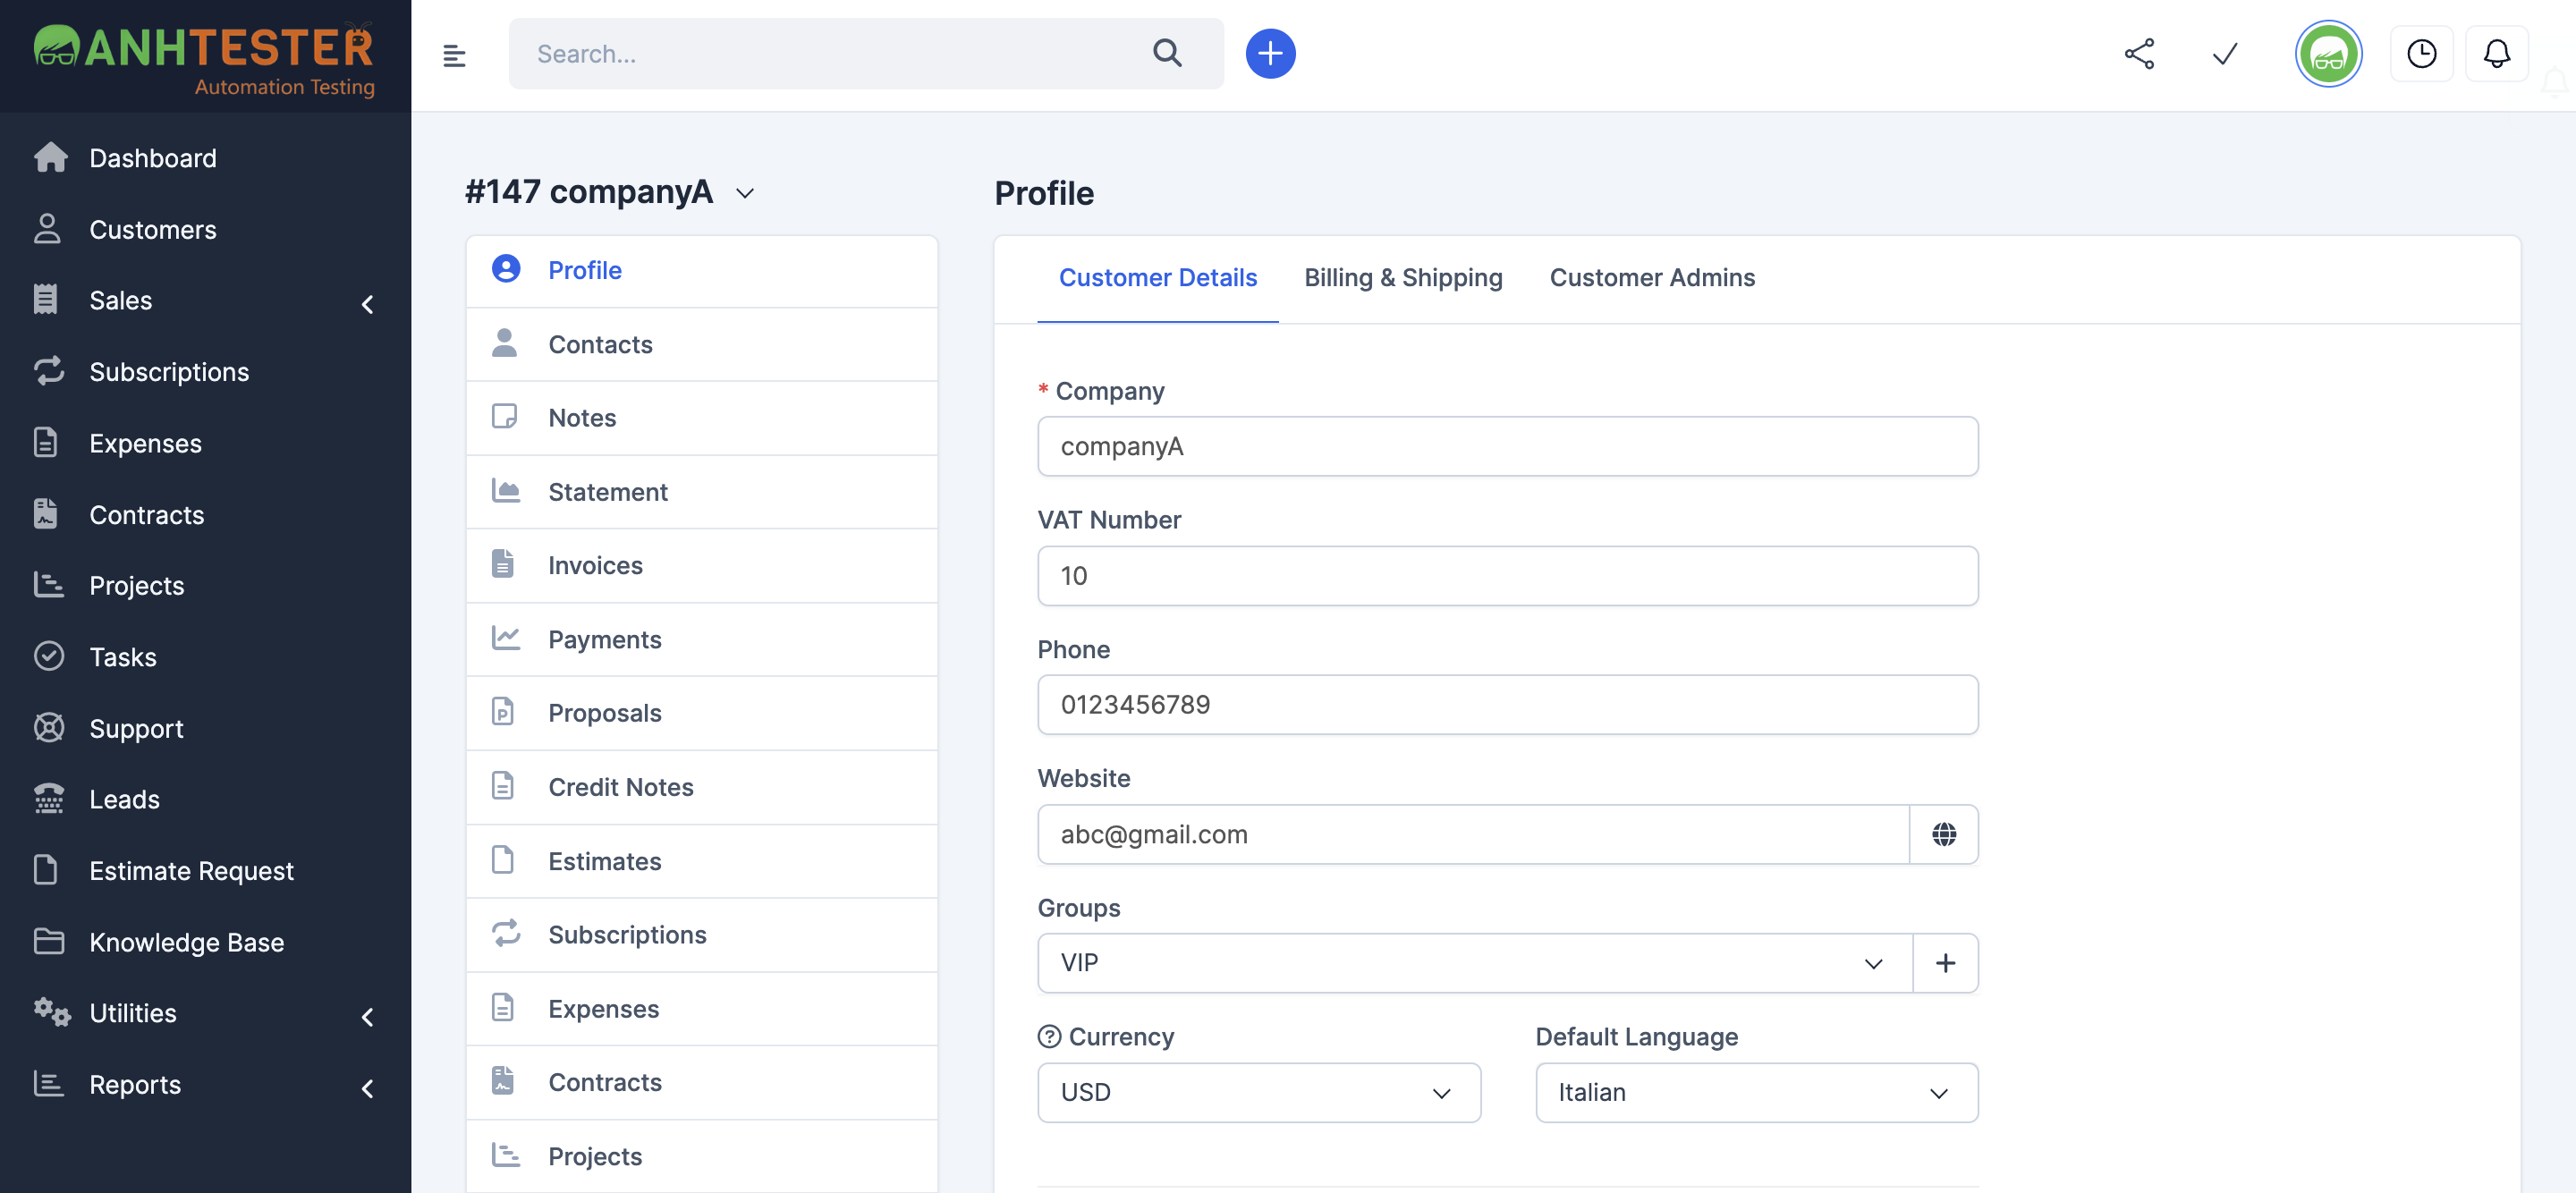 ANHTESTER
Automation Testing
Search...
Dashboard
Customers
Sales
Subscriptions
Expenses
Contracts
Projects
Tasks
Support
Leads
Estimate Request
Knowledge Base
Utilities
Reports
#147 companyA
Profile
Contacts
Notes
Statement
Invoices
Payments
Proposals
Credit Notes
Estimates
Subscriptions
Expenses
Contracts
Projects
Profile
Customer Details Billing & Shipping Customer Admins
* Company
companyA
VAT Number
10
Phone
0123456789
Website
abc@gmail.com
Groups
VIP
Currency Default Language
USD Italian